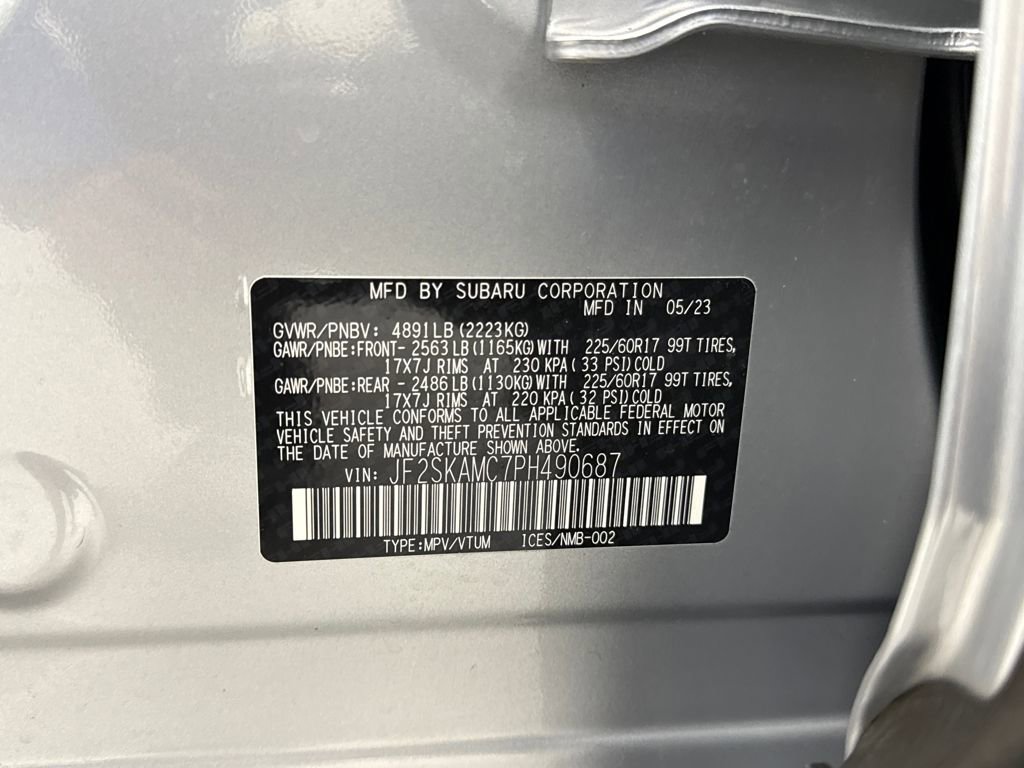 MFD BY SUBARU CORPORATION
MFD IN 05/23
GVWR/PNBV: 4891LB(2223KG)
GAWR/PNBE:FRONT- 2563LB(1165KG)WITH 225/60R17 99T TIRES,
17X7J RIMS AT 230 KPA( 33 PSI)COLD
GAWR/PNBE:REAR - 2486LB(1130KG)WITH 225/60R17 99T TIRES,
17X7J RIMS AT 220 KPA( 32 PSI)COLD
THIS VEHICLE CONFORMS TO ALL APPLICABLE FEDERAL MOTOR
VEHICLE SAFETY AND THEFT PREVENTION STANDARDS IN EFFECT ON
THE DATE OF MANUFACTURE SHOWN ABOVE.
VIN: JF2SKAMC7PH490687
TYPE:MPV/VTUM ICES/NMB-002